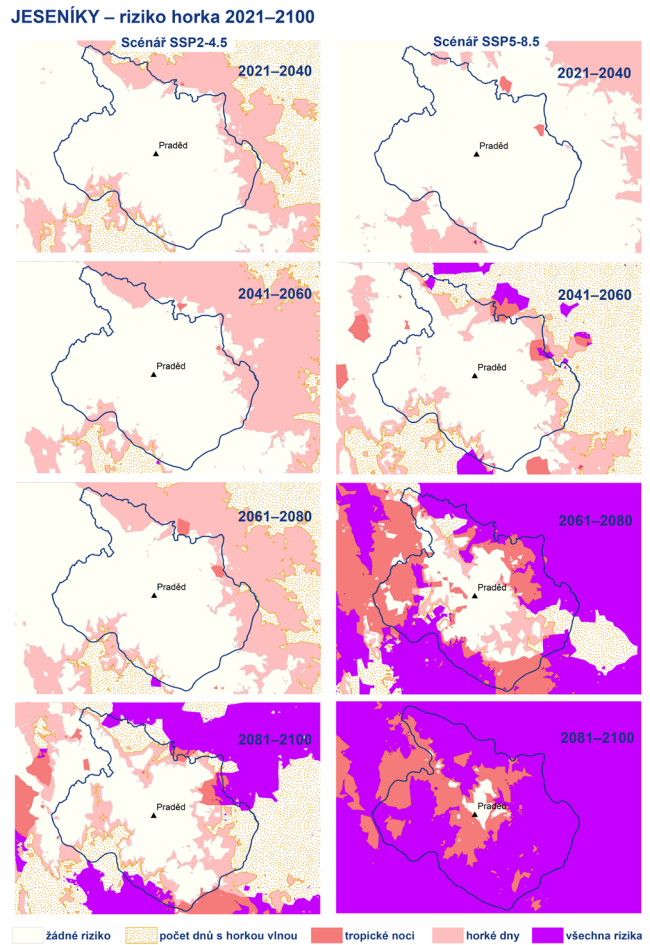 JESENÍKY – riziko horka 2021–2100
Scénář SSP2-4.5
Scénář SSP5-8.5
2021–2040
2021–2040
Praděd
Praděd
2041–2060
2041–2060
Praděd
Praděd
2061–2080
2061–2080
Praděd
Praděd
2081–2100
2081–2100
Praděd
Praděd
žádné riziko
počet dnů s horkou vlnou
tropické noci
horké dny
všechna rizika